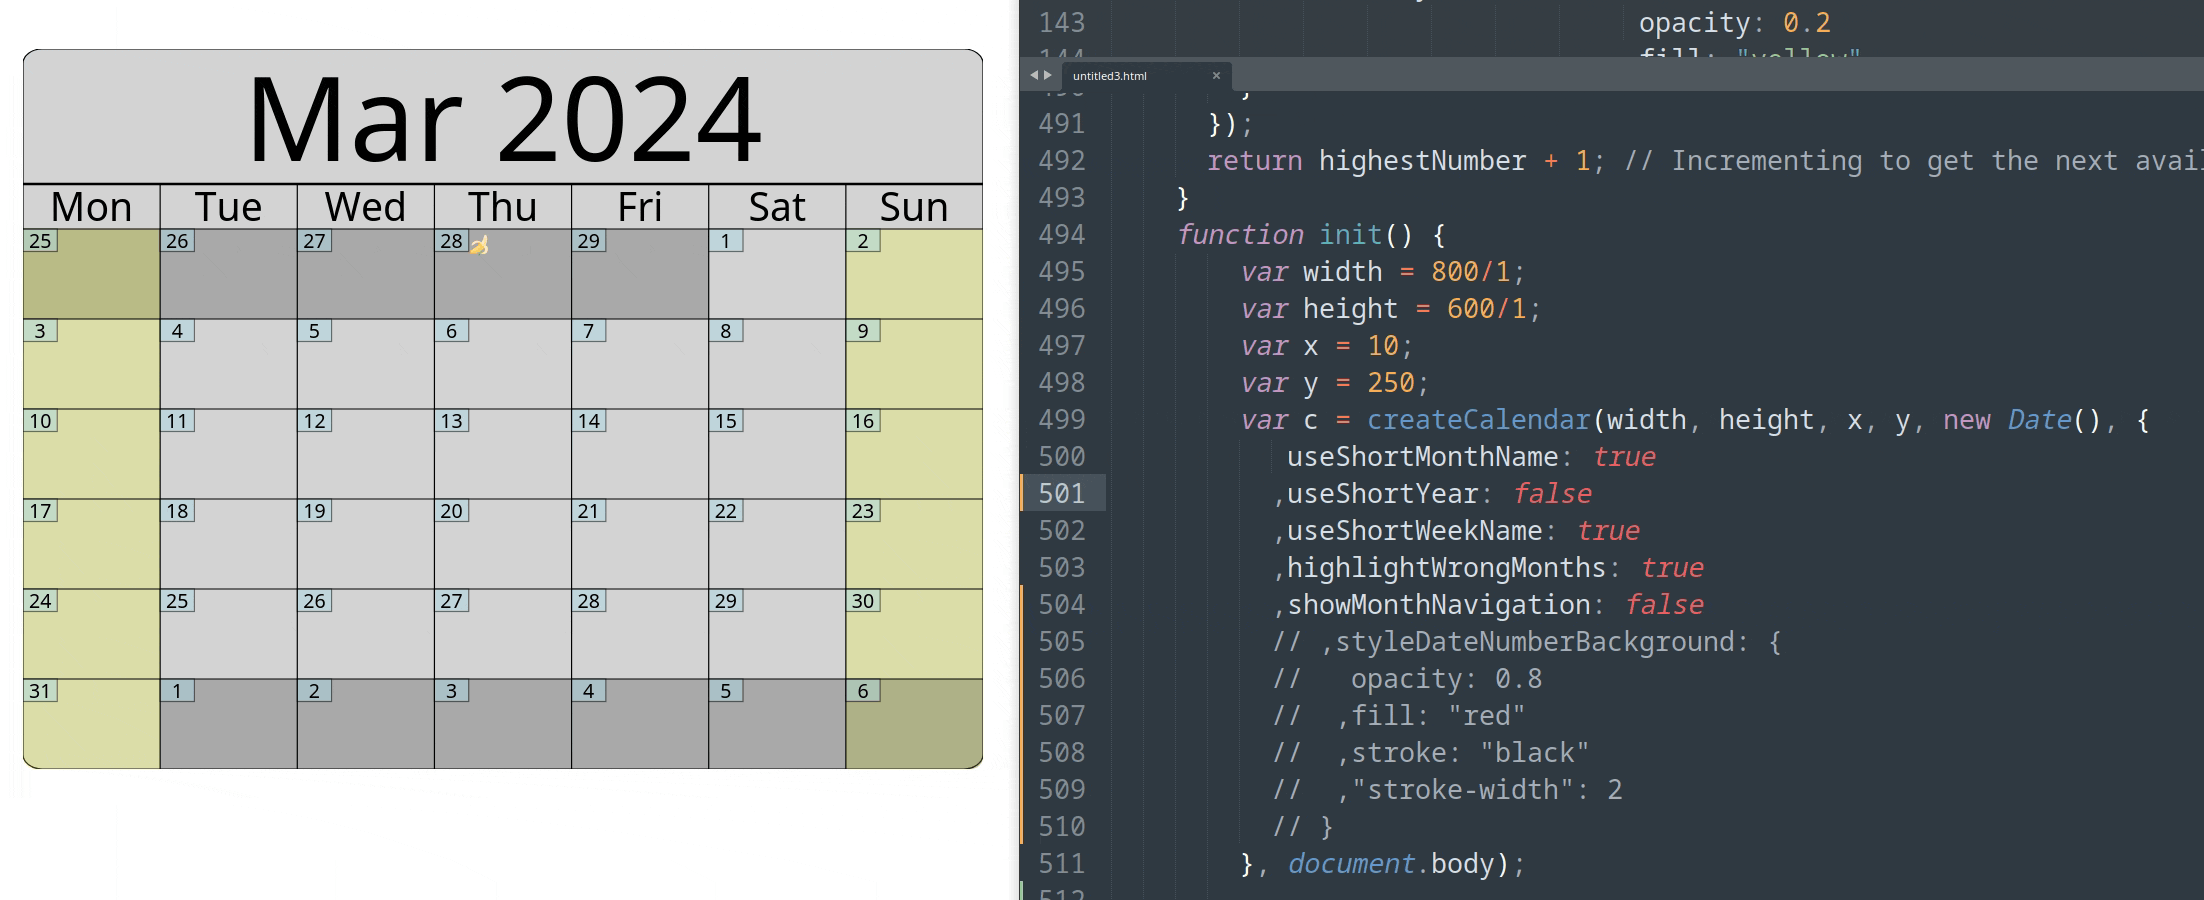 Mar 2024
Mon Tue Wed Thu Fri Sat Sun
25 26 27 28 29 1 2
3 4 5 6 7 8 9
10 11 12 13 14 15 16
17 18 19 20 21 22 23
24 25 26 27 28 29 30
31 1 2 3 4 5 6
143 opacity: 0.2
untitled3.html ×
491 });
492 return highestNumber + 1; // Incrementing to get the next
493 }
494 function init() {
495 var width = 800/1;
496 var height = 600/1;
497 var x = 10;
498 var y = 250;
499 var c = createCalendar(width, height, x, y, new Date(), {
500 useShortMonthName: true
501 ,useShortYear: false
502 ,useShortWeekName: true
503 ,highlightWrongMonths: true
504 ,showMonthNavigation: false
505 // ,styleDateNumberBackground: {
506 // opacity: 0.8
507 // ,fill: "red"
508 // ,stroke: "black"
509 // ,"stroke-width": 2
510 // }
511 }, document.body);